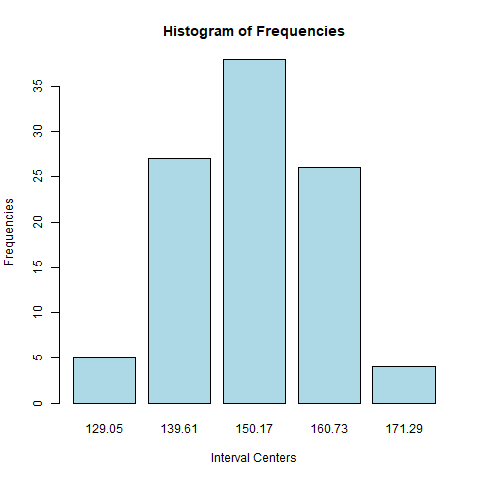 Histogram of Frequencies
Frequencies
35
30
25
20
15
10
5
0
129.05 139.61 150.17 160.73 171.29
Interval Centers